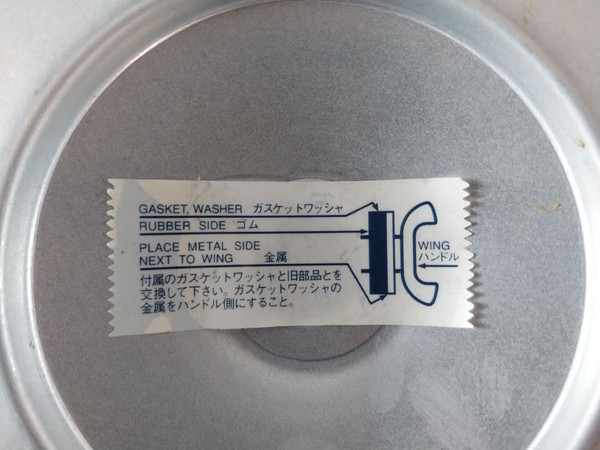 GASKET, WASHER ガスケットワッシャ
RUBBER SIDE ゴム
PLACE METAL SIDE
NEXT TO WING 金属
WING
ハンドル
付属のガスケットワッシャと旧部品とを
交換して下さい。ガスケットワッシャの
金属をハンドル側にすること。